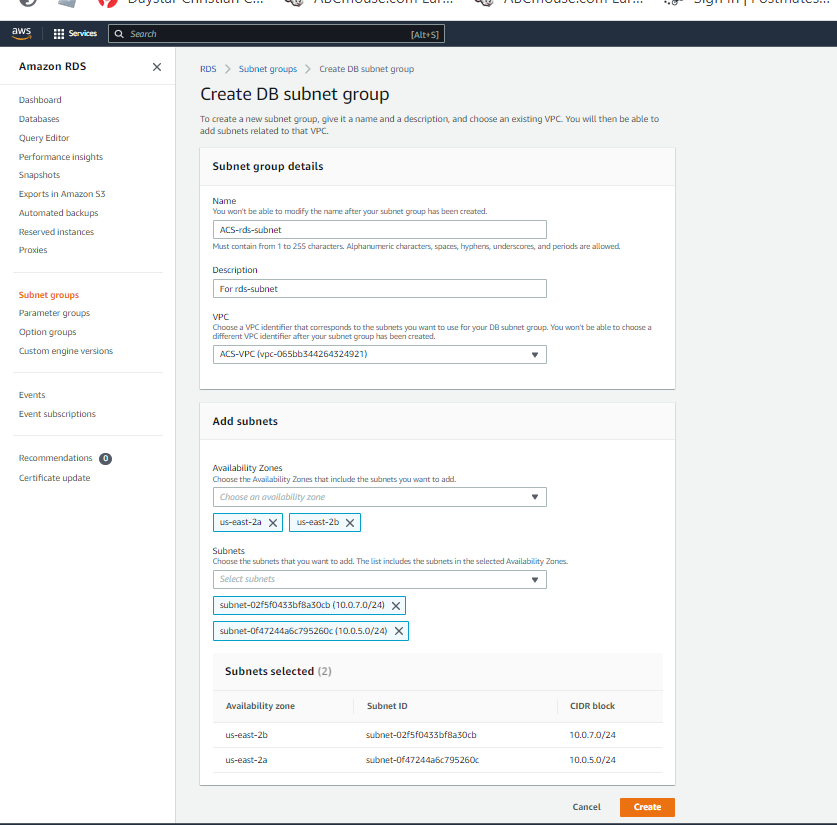 Daystar Christian C...
ABCmouse.com Ear...
ABCmouse.com Ear...
Sign in | Postmates...
aws
Services
Search
[Alt+S]
Amazon RDS
Dashboard
Databases
Query Editor
Performance insights
Snapshots
Exports in Amazon S3
Automated backups
Reserved instances
Proxies
Subnet groups
Parameter groups
Option groups
Custom engine versions
Events
Event subscriptions
Recommendations 0
Certificate update
RDS > Subnet groups > Create DB subnet group
Create DB subnet group
To create a new subnet group, give it a name and a description, and choose an existing VPC. You will then be able to
add subnets related to that VPC.
Subnet group details
Name
You won't be able to modify the name after your subnet group has been created.
ACS-rds-subnet
Must contain from 1 to 255 characters. Alphanumeric characters, spaces, hyphens, underscores, and periods are allowed.
Description
For rds-subnet
VPC
Choose a VPC identifier that corresponds to the subnets you want to use for your DB subnet group. You won't be able to choose a
different VPC identifier after your subnet group has been created.
ACS-VPC (vpc-065bb344264324921)
Add subnets
Availability Zones
Choose the Availability Zones that include the subnets you want to add.
Choose an availability zone
us-east-2a
us-east-2b
Subnets
Choose the subnets that you want to add. The list includes the subnets in the selected Availability Zones.
Select subnets
subnet-02f5f0433bf8a30cb (10.0.7.0/24)
subnet-0f47244a6c795260c (10.0.5.0/24)
Subnets selected (2)
Availability zone Subnet ID CIDR block
us-east-2b subnet-02f5f0433bf8a30cb 10.0.7.0/24
us-east-2a subnet-0f47244a6c795260c 10.0.5.0/24
Cancel
Create